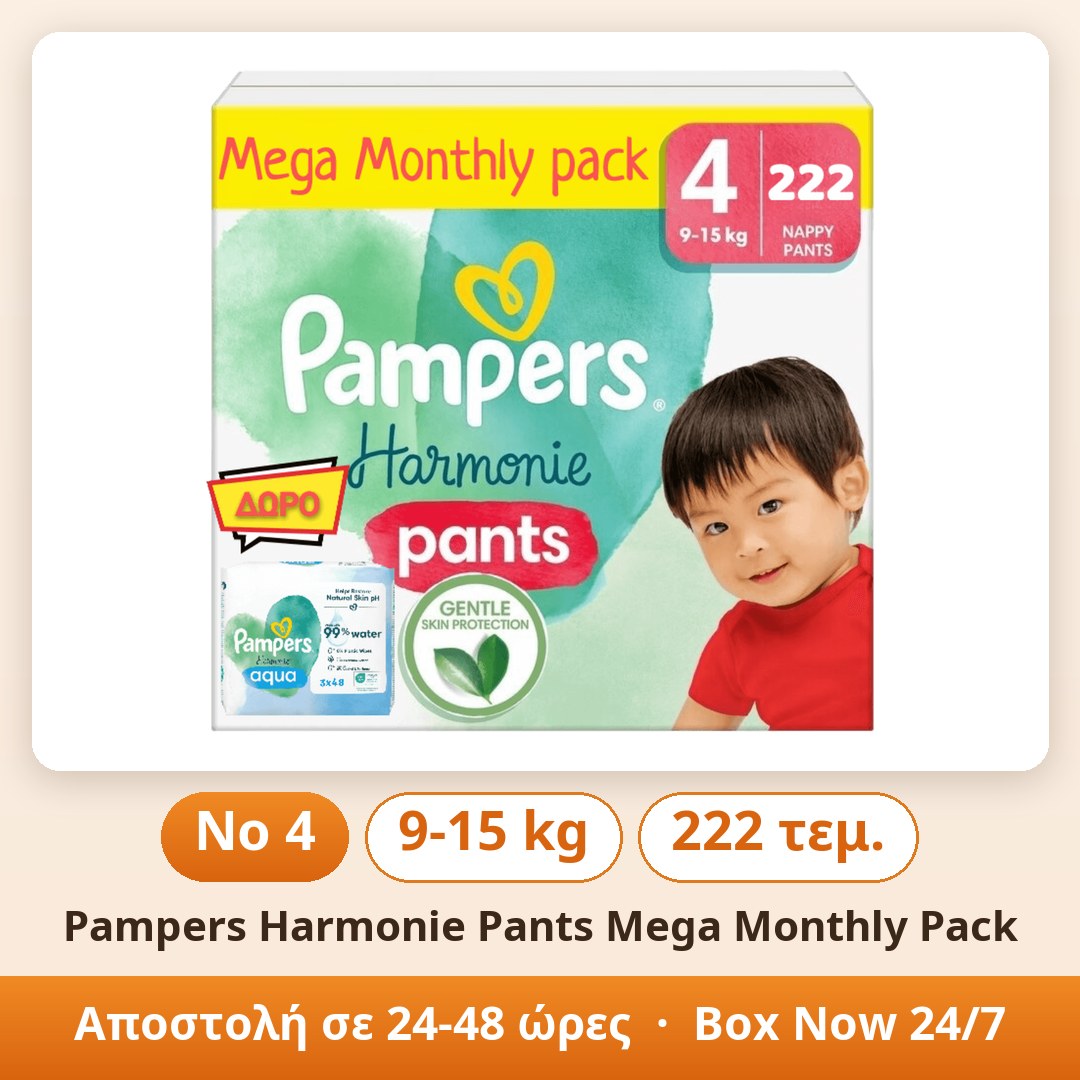 Mega Monthly pack
4
9-15 kg
222
NAPPY
PANTS
Pampers®
Harmonie
pants
ΔΩΡΟ
GENTLE
SKIN PROTECTION
Helps Restore
Natural Skin pH
99% water
Pampers
aqua
3x48
No 4
9-15 kg
222 τεμ.
Pampers Harmonie Pants Mega Monthly Pack
Αποστολή σε 24-48 ώρες · Box Now 24/7